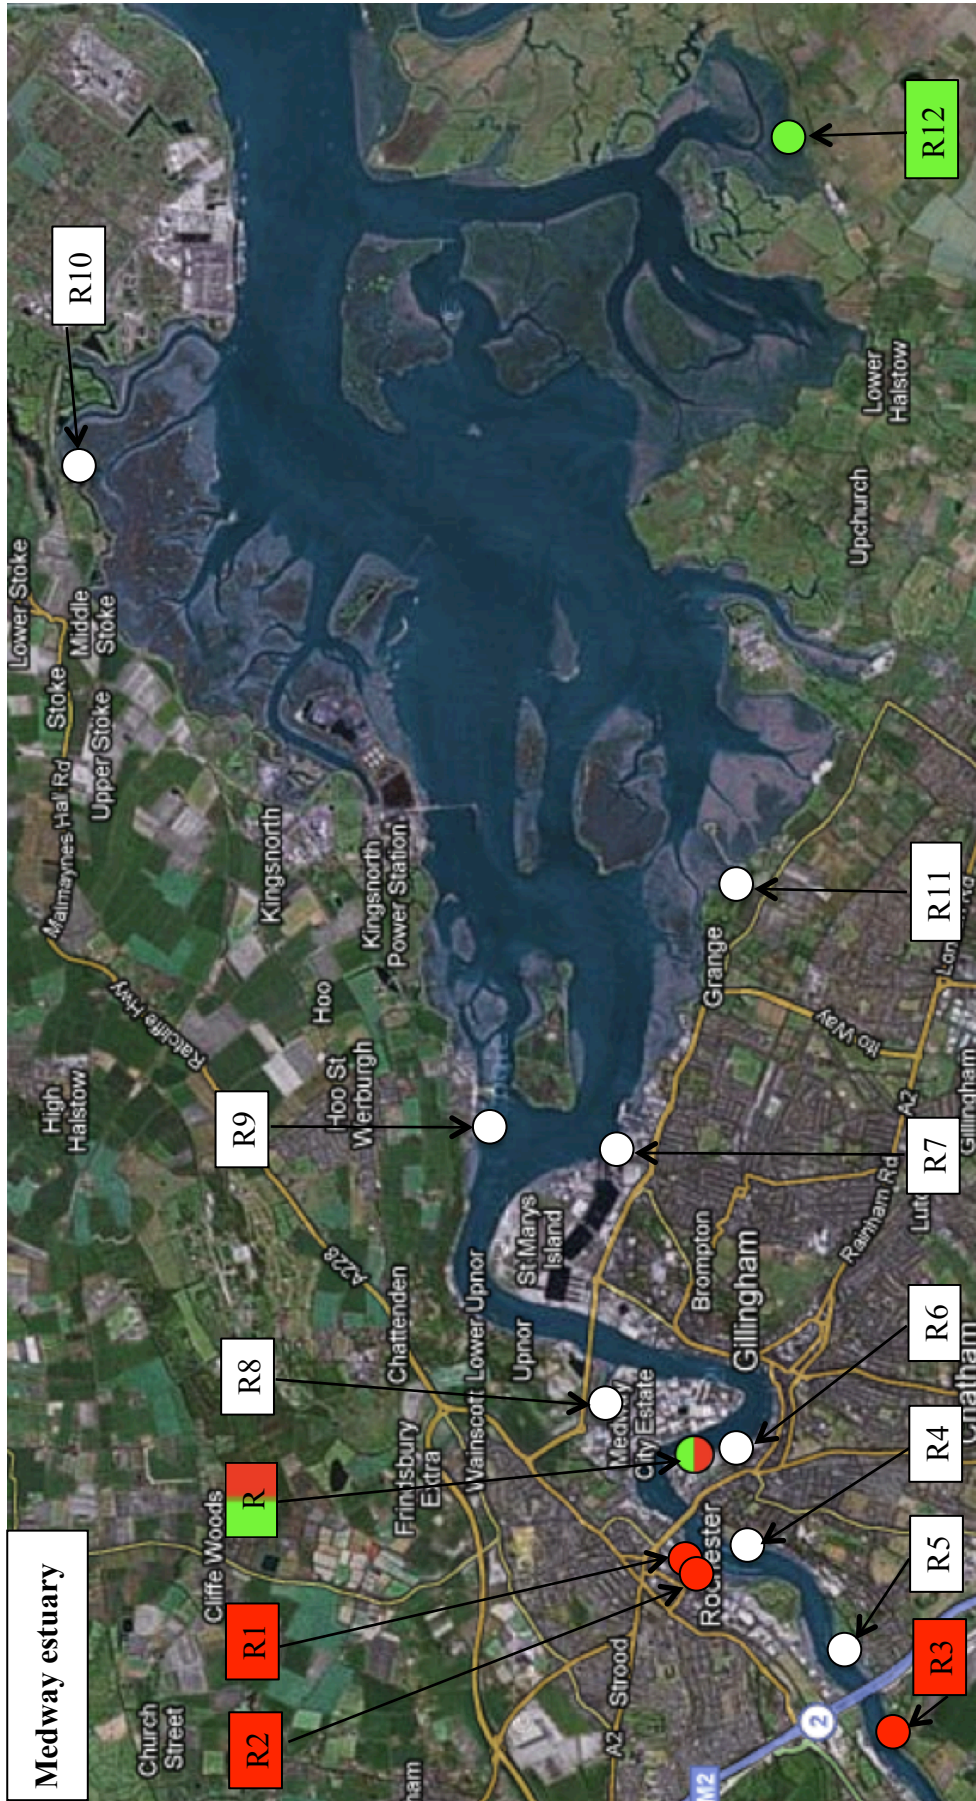 Medway estuary
Church
Street
Cliffe Woods
High
Halstow
Ratcliffe Hwy
Malmaynes Hall Rd
Stoke
Upper Stoke
Middle
Stoke
Lower Stoke
R10
R2
R1
R
R8
R9
A228
Chattenden
Frindsbury
Extra
Wainscott
Lower Upnor
Upnor
Hoo St
Werburgh
Hoo
Kingsnorth
Kingsnorth
Power Station
St Marys
Island
Medway
City Estate
A2
Strood
Rochester
Brompton
Gillingham
Grange
Ito Way
Rainham Rd
A2
Upchurch
Lower
Halstow
M2
2
R3
R5
R4
R6
R7
R11
R12
Gillingham